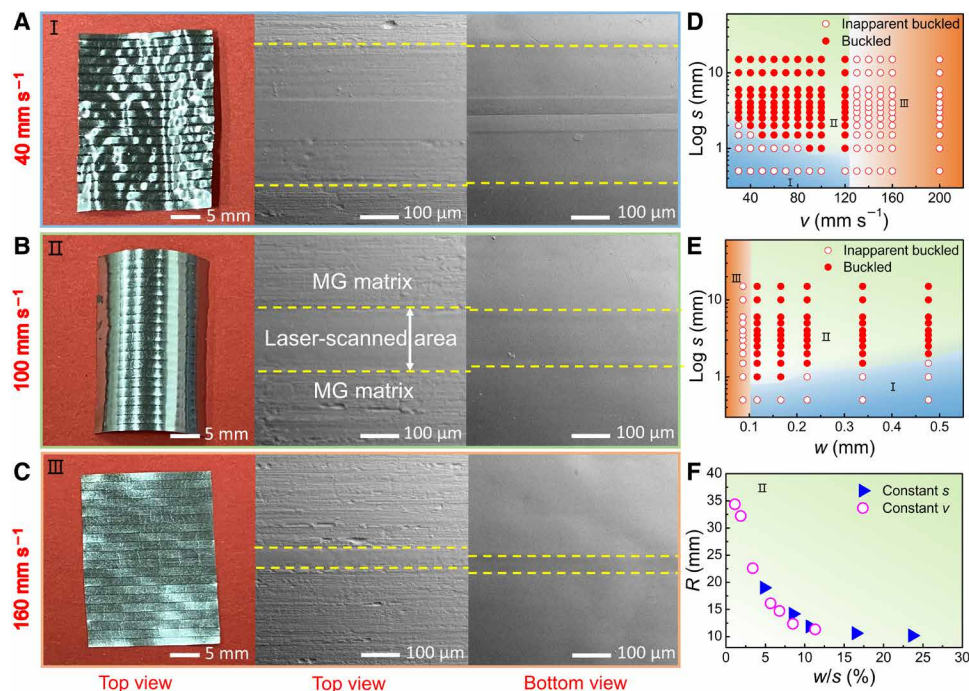 A
I
40 mm s⁻¹
5 mm
100 µm
100 µm
B
II
100 mm s⁻¹
MG matrix
Laser-scanned area
MG matrix
5 mm
100 µm
100 µm
C
III
160 mm s⁻¹
5 mm
100 µm
100 µm
Top view
Top view
Bottom view
D
Inapparent buckled
Buckled
Log s (mm)
10
1
I
II
III
40 80 120 160 200
v (mm s⁻¹)
E
Inapparent buckled
Buckled
Log s (mm)
10
1
III
II
I
0.1 0.2 0.3 0.4 0.5
w (mm)
F
II
Constant s
Constant v
R (mm)
40
35
30
25
20
15
10
0 5 10 15 20 25 30
w/s (%)